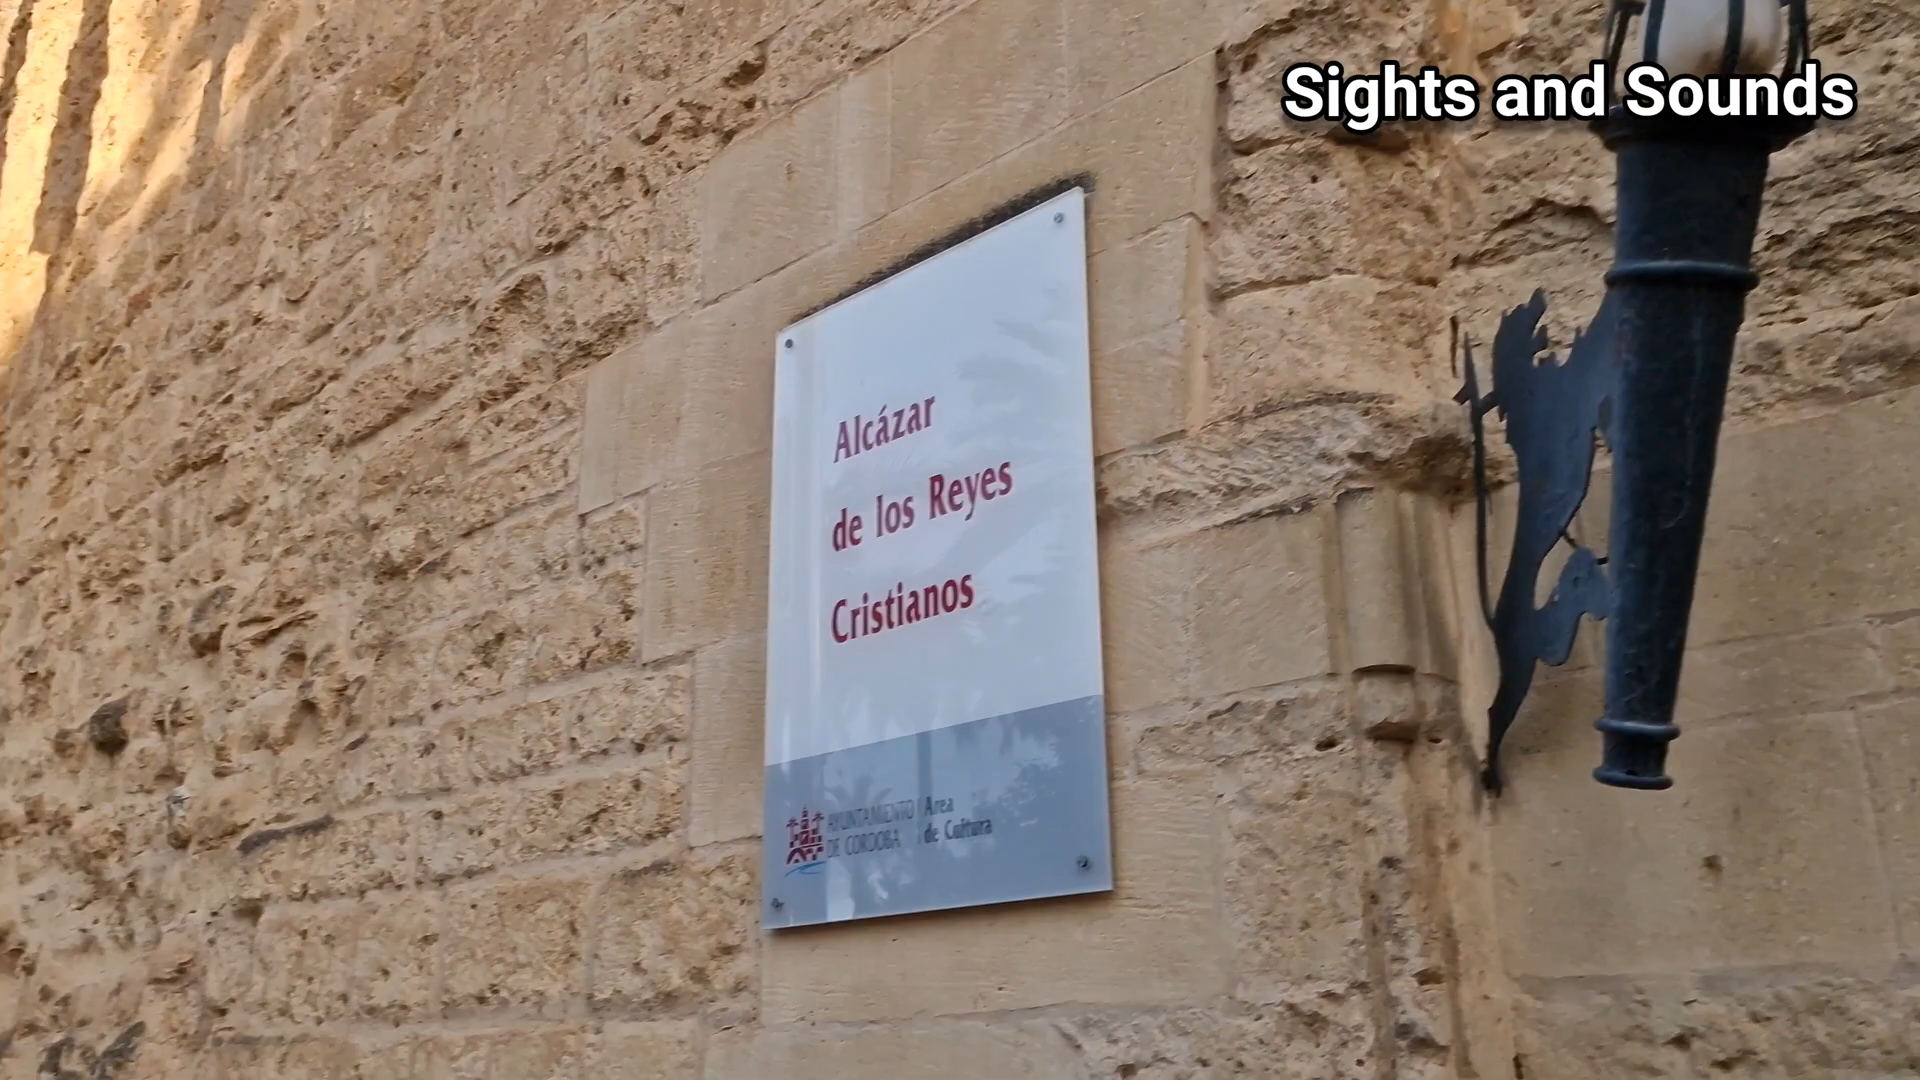 Sights and Sounds
Alcázar
de los Reyes
Cristianos
AYUNTAMIENTO | Area
DE CORDOBA | de Cultura